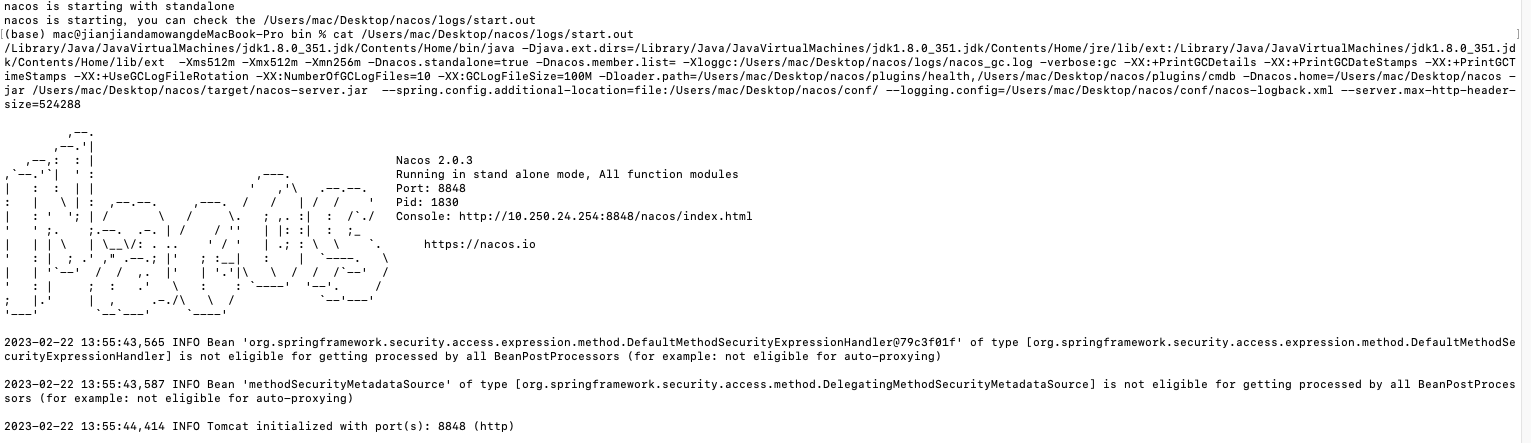 nacos is starting with standalone
nacos is starting, you can check the /Users/mac/Desktop/nacos/logs/start.out
(base) mac@jianjiandamowangdeMacBook-Pro bin % cat /Users/mac/Desktop/nacos/logs/start.out
/Library/Java/JavaVirtualMachines/jdk1.8.0_351.jdk/Contents/Home/bin/java -Djava.ext.dirs=/Library/Java/JavaVirtualMachines/jdk1.8.0_351.jdk/Contents/Home/jre/lib/ext:/Library/Java/JavaVirtualMachines/jdk1.8.0_351.jd
k/Contents/Home/lib/ext  -Xms512m -Xmx512m -Xmn256m -Dnacos.standalone=true -Dnacos.member.list= -Xloggc:/Users/mac/Desktop/nacos/logs/nacos_gc.log -verbose:gc -XX:+PrintGCDetails -XX:+PrintGCDateStamps -XX:+PrintGCT
imeStamps -XX:+UseGCLogFileRotation -XX:NumberOfGCLogFiles=10 -XX:GCLogFileSize=100M -Dloader.path=/Users/mac/Desktop/nacos/plugins/health,/Users/mac/Desktop/nacos/plugins/cmdb -Dnacos.home=/Users/mac/Desktop/nacos -
jar /Users/mac/Desktop/nacos/target/nacos-server.jar  --spring.config.additional-location=file:/Users/mac/Desktop/nacos/conf/ --logging.config=/Users/mac/Desktop/nacos/conf/nacos-logback.xml --server.max-http-header-
size=524288
Nacos 2.0.3
Running in stand alone mode, All function modules
Port: 8848
Pid: 1830
Console: http://10.250.24.254:8848/nacos/index.html
https://nacos.io
2023-02-22 13:55:43,565 INFO Bean 'org.springframework.security.access.expression.method.DefaultMethodSecurityExpressionHandler@79c3f01f' of type [org.springframework.security.access.expression.method.DefaultMethodSe
curityExpressionHandler] is not eligible for getting processed by all BeanPostProcessors (for example: not eligible for auto-proxying)
2023-02-22 13:55:43,587 INFO Bean 'methodSecurityMetadataSource' of type [org.springframework.security.access.method.DelegatingMethodSecurityMetadataSource] is not eligible for getting processed by all BeanPostProces
sors (for example: not eligible for auto-proxying)
2023-02-22 13:55:44,414 INFO Tomcat initialized with port(s): 8848 (http)